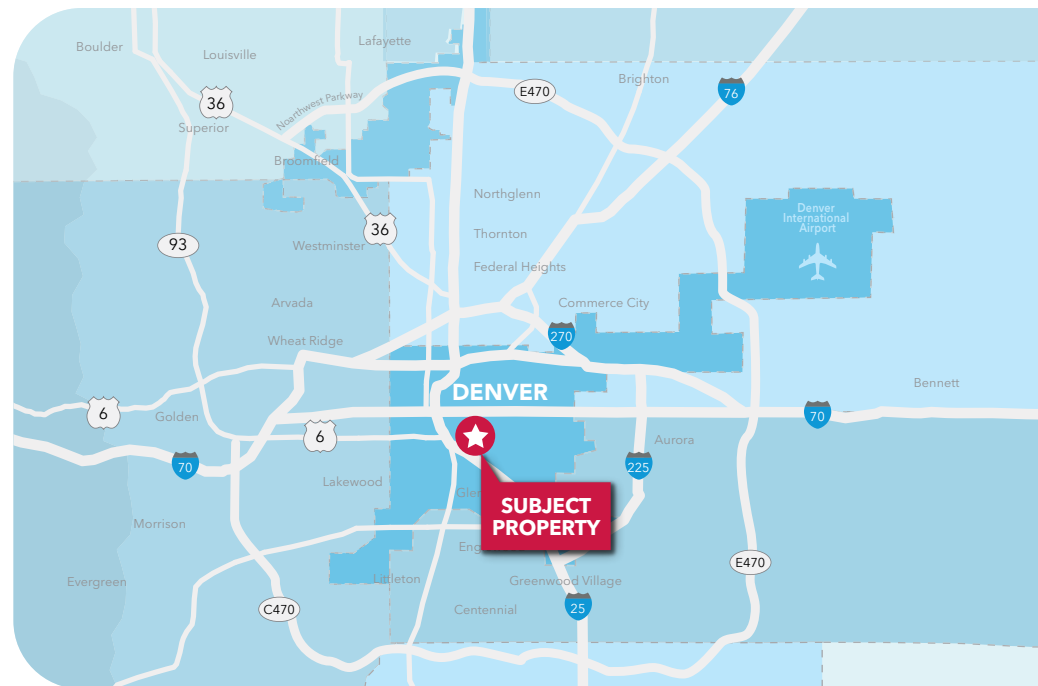 Boulder
Louisville
Lafayette
36
Superior
Noarthwest Parkway
E470
Brighton
76
Broomfield
Northglenn
Denver
International
Airport
93
36
Westminster
Thornton
Federal Heights
Arvada
Commerce City
270
Wheat Ridge
DENVER
Bennett
6
Golden
6
70
Aurora
70
225
Lakewood
SUBJECT
PROPERTY
Morrison
E470
Evergreen
Littleton
Greenwood Village
C470
Centennial
25